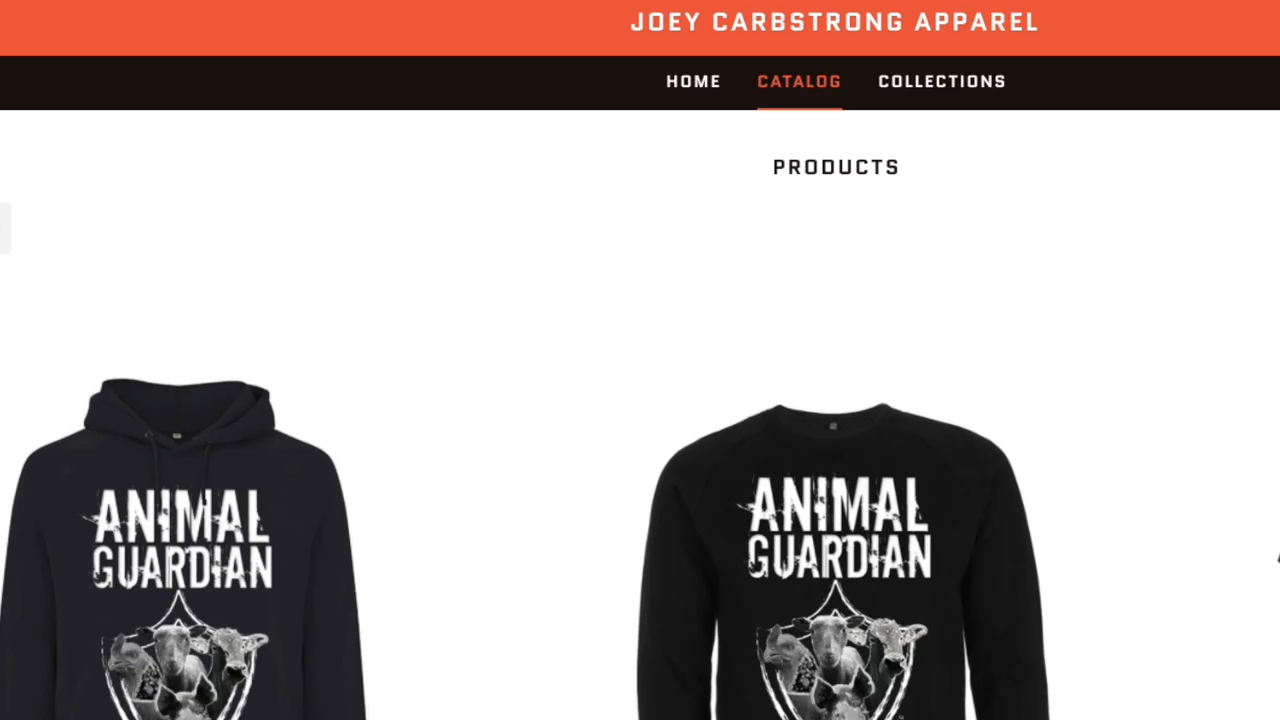 JOEY CARBSTRONG APPAREL
HOME CATALOG COLLECTIONS
PRODUCTS
ANIMAL
GUARDIAN
ANIMAL
GUARDIAN